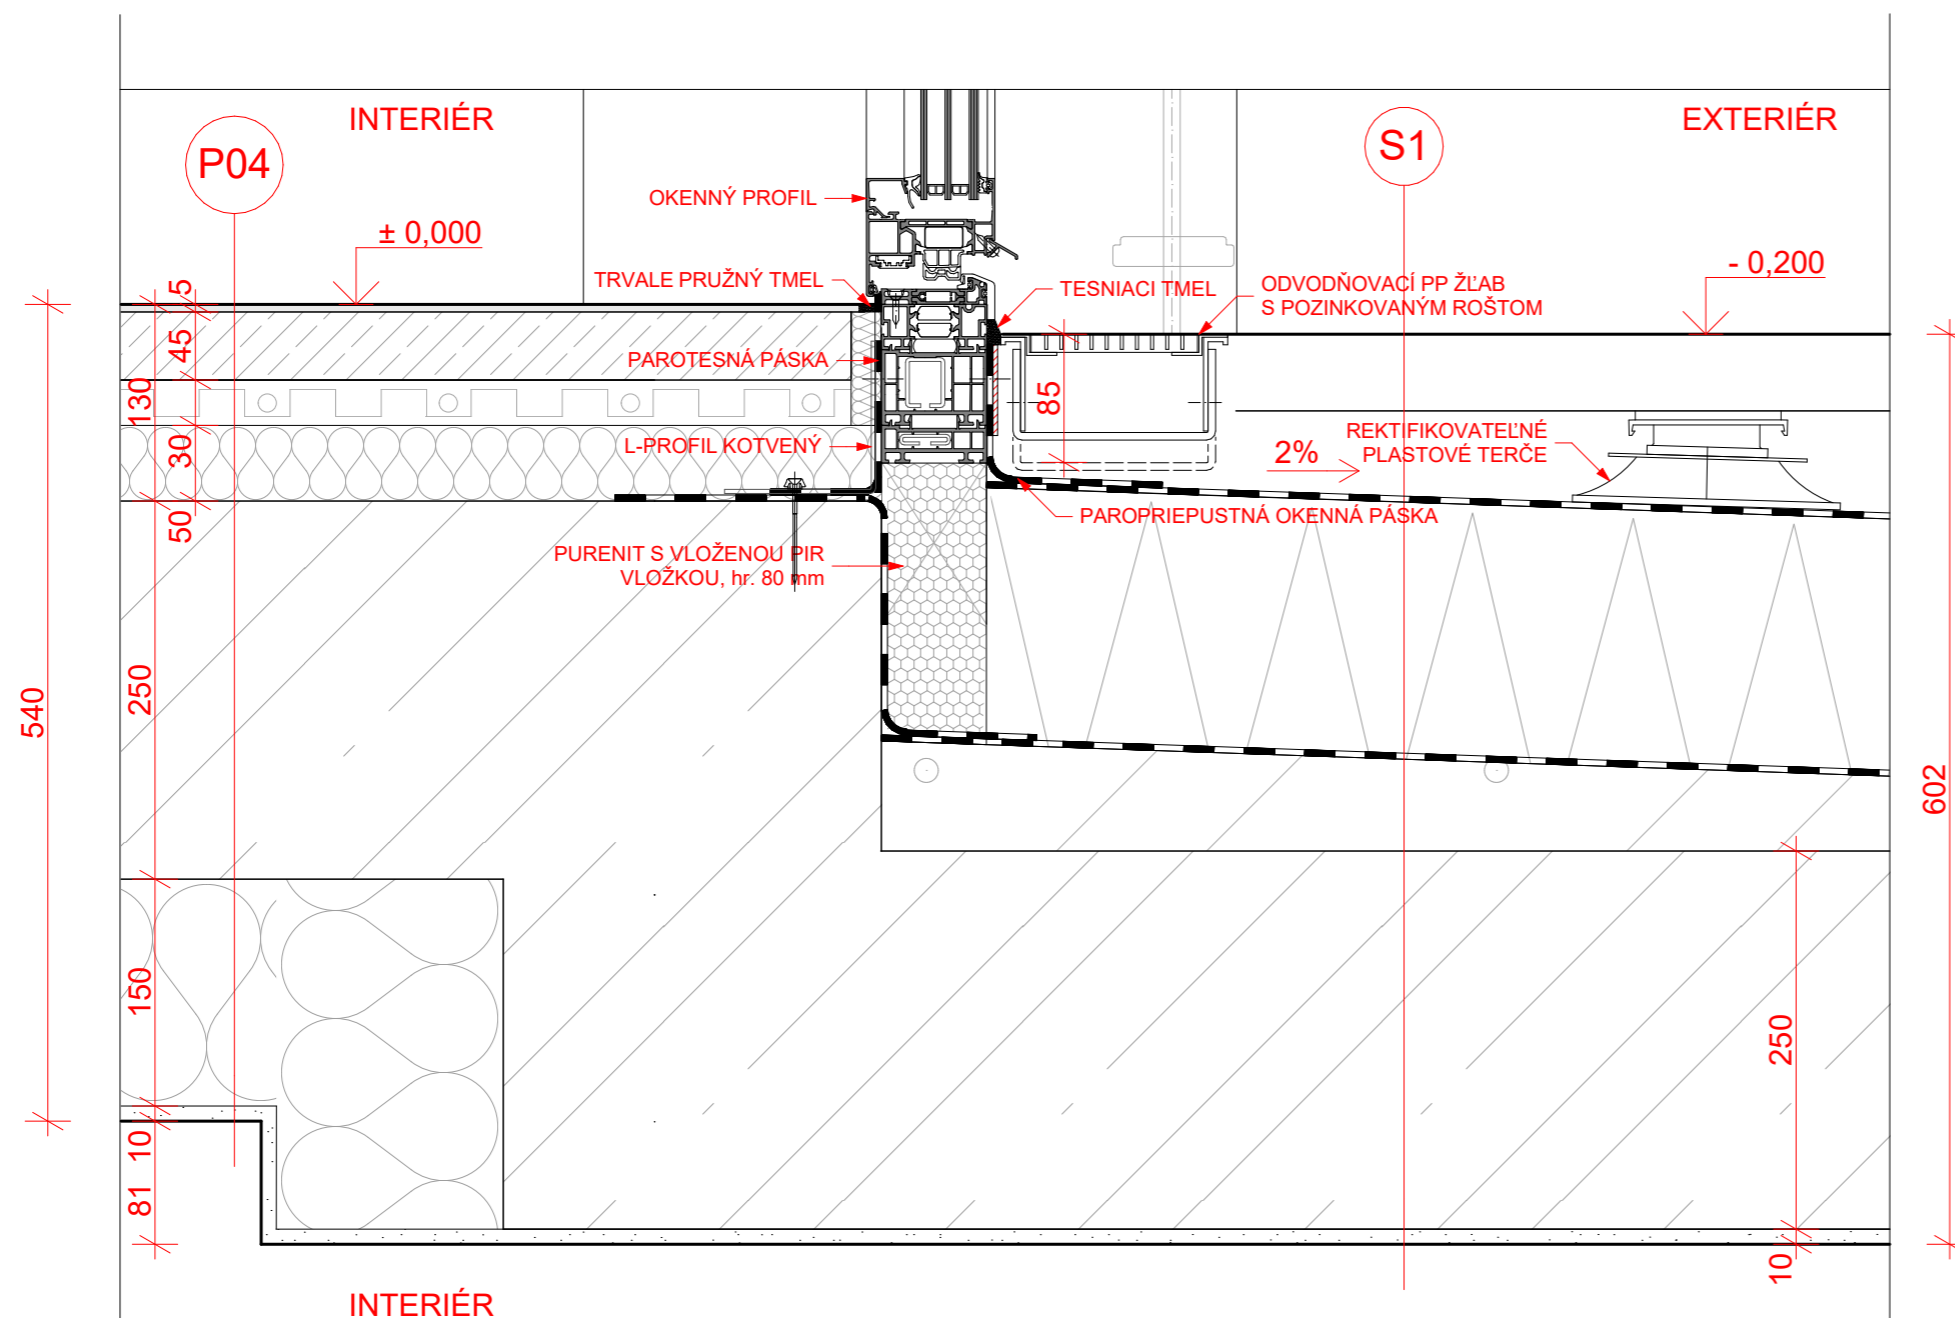 INTERIÉR
EXTERIÉR
P04
S1
OKENNÝ PROFIL
± 0,000
- 0,200
TRVALE PRUŽNÝ TMEL
TESNIACI TMEL
ODVODŇOVACÍ PP ŽĽAB
S POZINKOVANÝM ROŠTOM
PAROTESNÁ PÁSKA
L-PROFIL KOTVENÝ
REKTIFIKOVATEĽNÉ
PLASTOVÉ TERČE
2%
PAROPRIEPUSTNÁ OKENNÁ PÁSKA
PURENIT S VLOŽENOU PIR
VLOŽKOU, hr. 80 mm
5
45
130
30
50
85
250
540
150
10
81
602
250
10
INTERIÉR